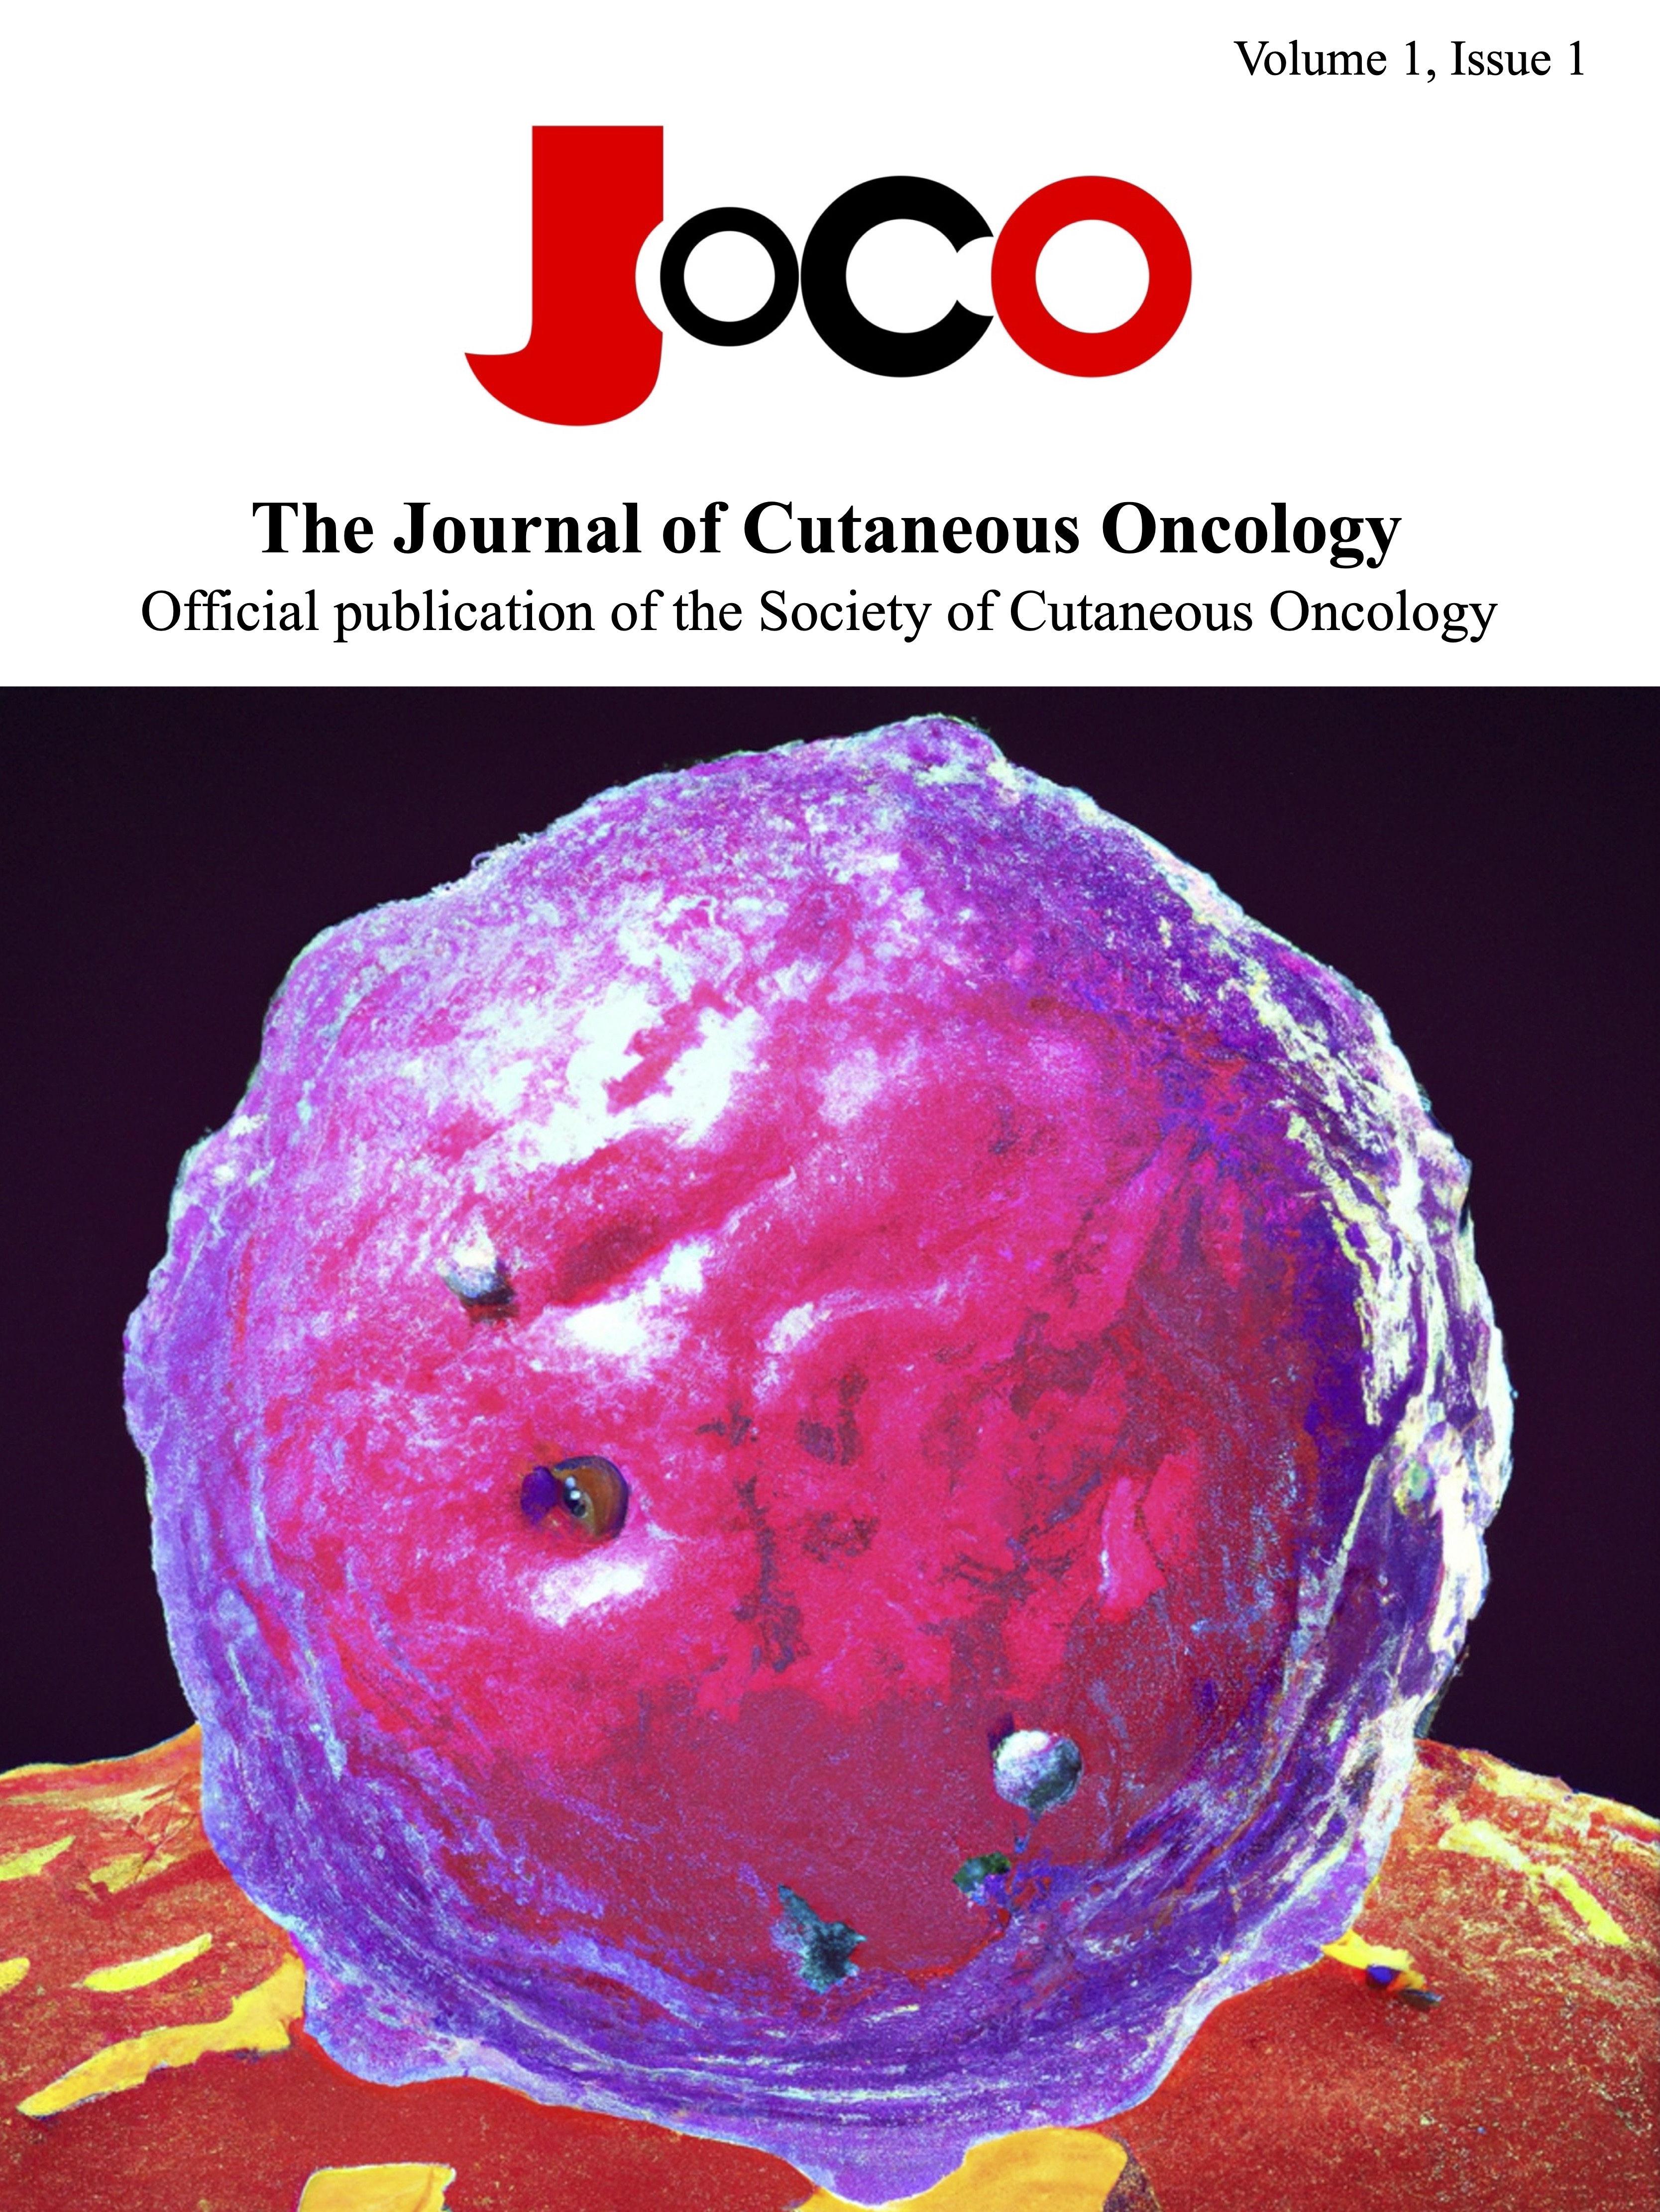 Volume 1, Issue 1
JoCO
The Journal of Cutaneous Oncology
Official publication of the Society of Cutaneous Oncology